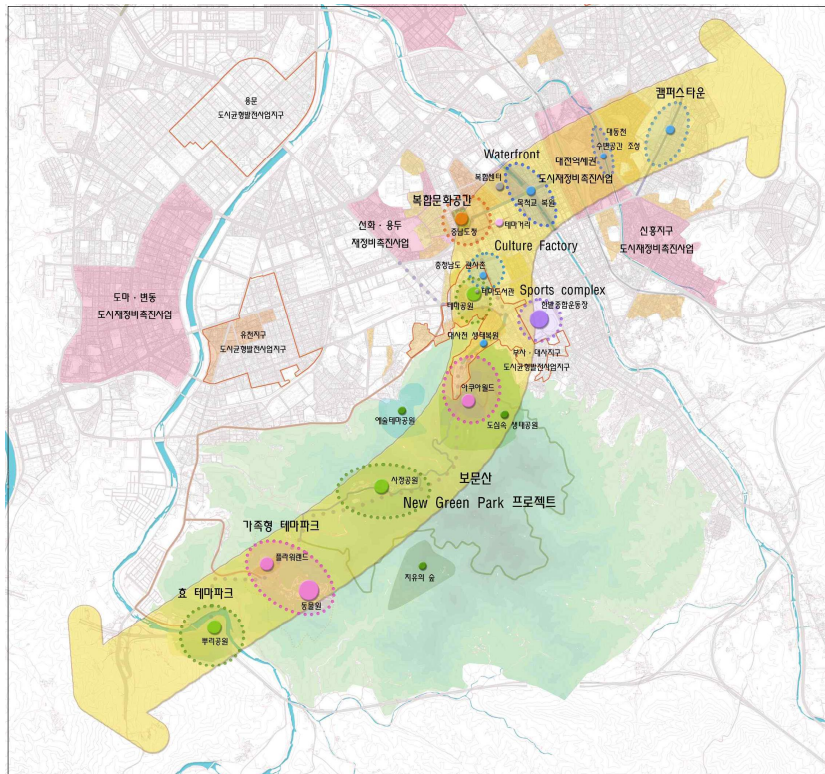 캠퍼스타운
용문
도시균형발전사업지구
대동천
수변공간 조성
Waterfront
대전역세권
도시재정비촉진사업
복합센터
목척교 복원
복합문화공간
충남도청
테마거리
선화·용두
재정비촉진사업
신흥지구
도시재정비촉진사업
Culture Factory
충청남도 관사촌
테마도서관
Sports complex
도마·변동
도시재정비촉진사업
테마공원
한밭종합운동장
유천지구
도시균형발전사업지구
대사천 생태복원
부사·대사지구
도시균형발전사업지구
아쿠아월드
예술테마공원
도심속 생태공원
사정공원
보문산
New Green Park 프로젝트
가족형 테마파크
플라워랜드
지유의 숲
효 테마파크
동물원
뿌리공원